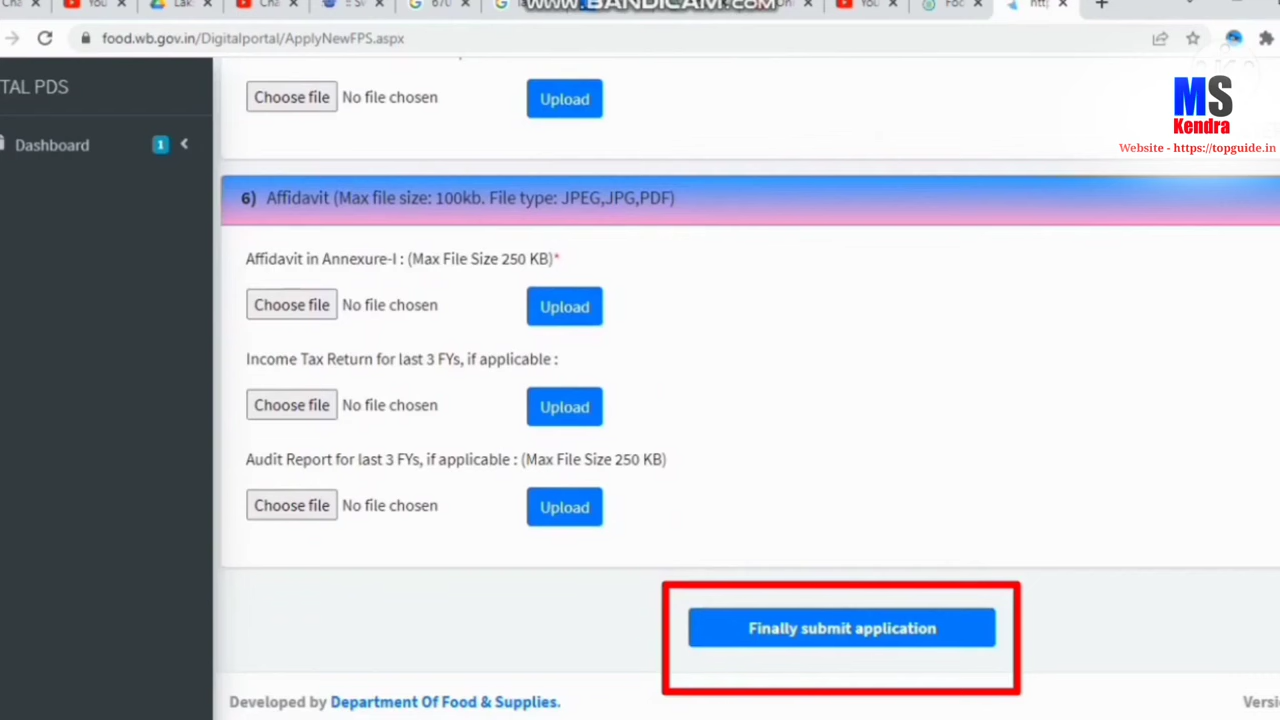 WWW.BANDICAM.COM
food.wb.gov.in/Digitalportal/ApplyNewFPS.aspx
TAL PDS
Dashboard 1
Choose file No file chosen Upload
MS
Kendra
Website - https://topguide.in
6) Affidavit (Max file size: 100kb. File type: JPEG,JPG,PDF)
Affidavit in Annexure-I : (Max File Size 250 KB)*
Choose file No file chosen Upload
Income Tax Return for last 3 FYs, if applicable :
Choose file No file chosen Upload
Audit Report for last 3 FYs, if applicable : (Max File Size 250 KB)
Choose file No file chosen Upload
Finally submit application
Developed by Department Of Food & Supplies.
Versi